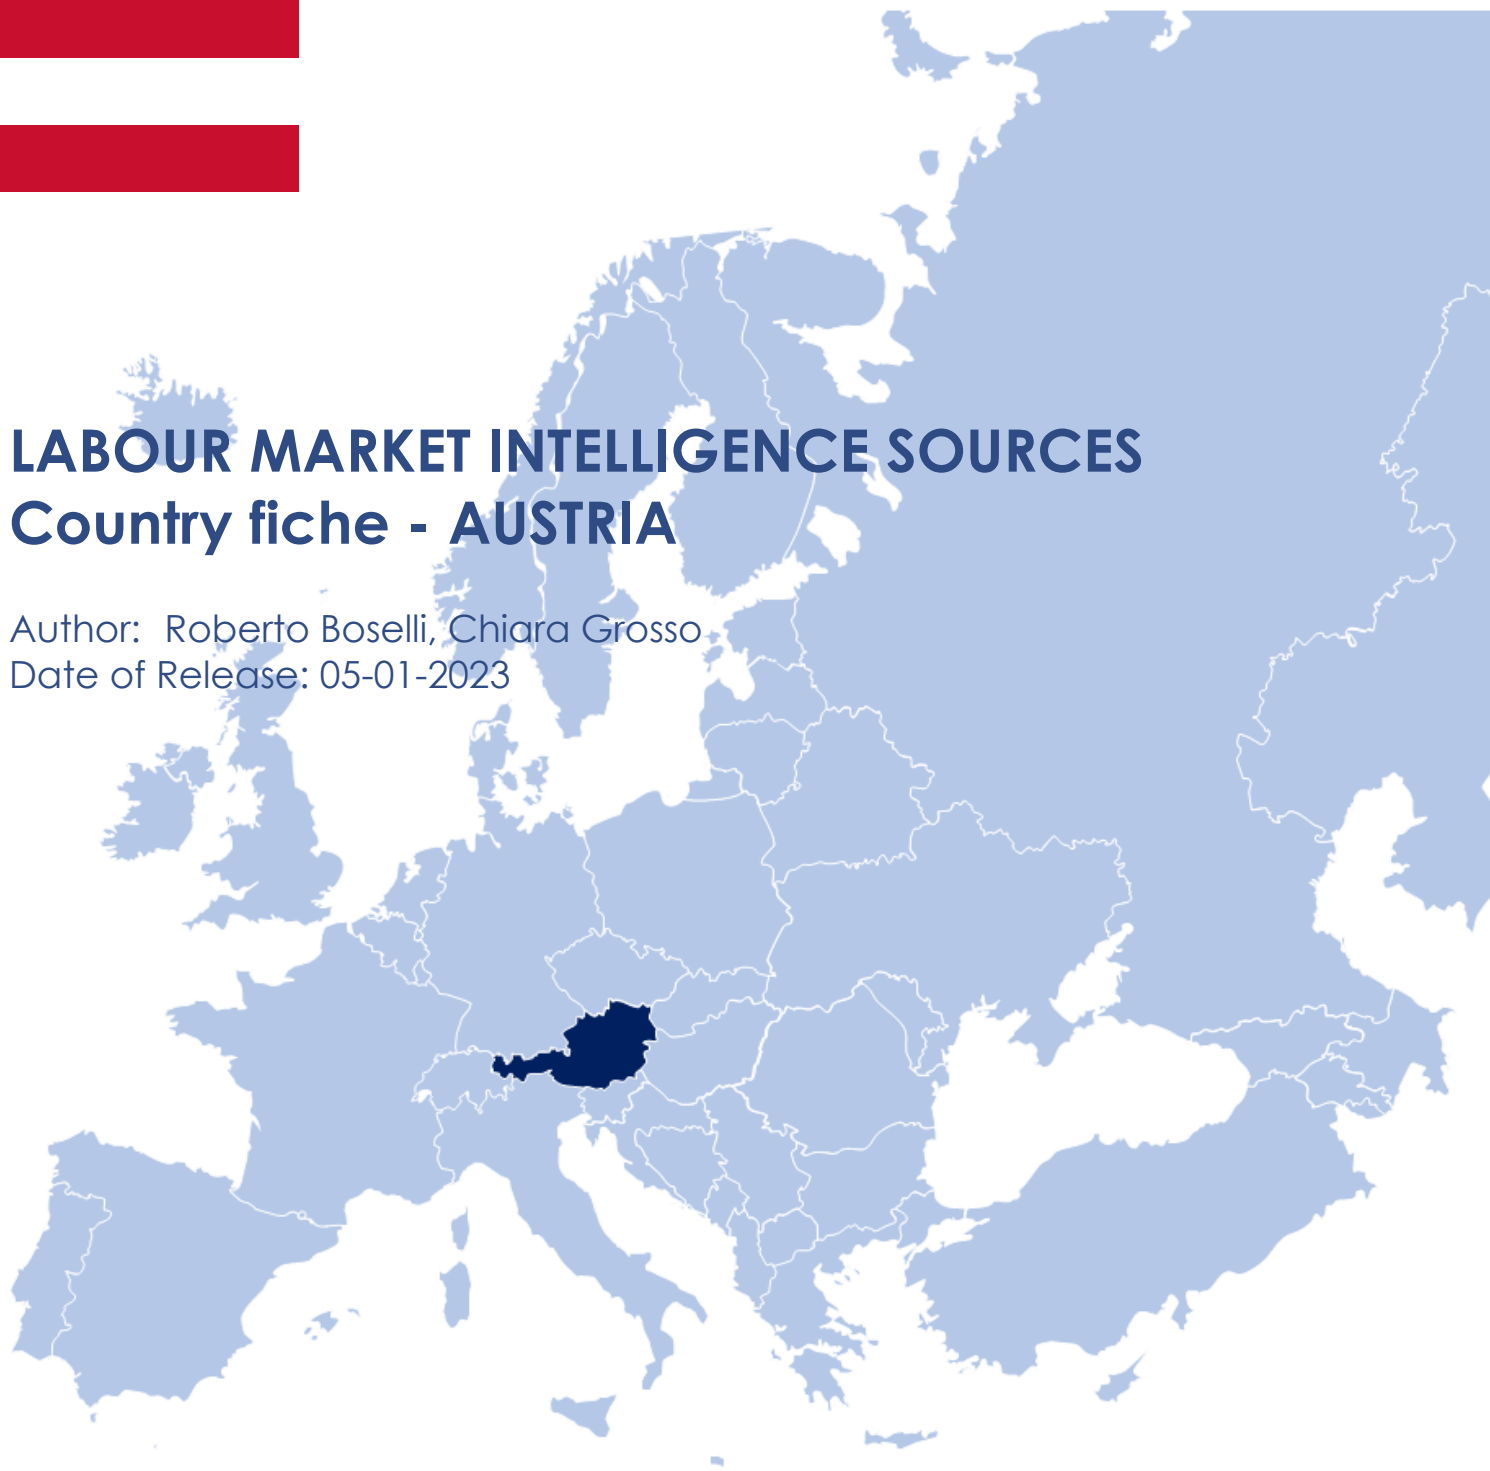 LABOUR MARKET INTELLIGENCE SOURCES
Country fiche - AUSTRIA
Author: Roberto Boselli, Chiara Grosso
Date of Release: 05-01-2023